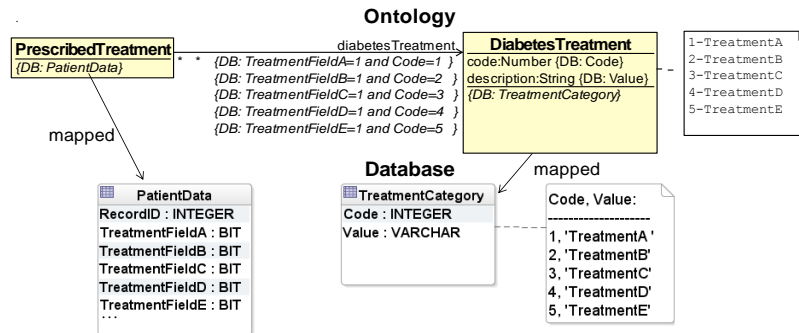 Ontology
PrescribedTreatment
{DB: PatientData}
* *
diabetesTreatment
{DB: TreatmentFieldA=1 and Code=1 }
{DB: TreatmentFieldB=1 and Code=2 }
{DB: TreatmentFieldC=1 and Code=3 }
{DB: TreatmentFieldD=1 and Code=4 }
{DB: TreatmentFieldE=1 and Code=5 }
DiabetesTreatment
code:Number {DB: Code}
description:String {DB: Value}
{DB: TreatmentCategory}
1-TreatmentA
2-TreatmentB
3-TreatmentC
4-TreatmentD
5-TreatmentE
mapped
Database
mapped
PatientData
RecordID : INTEGER
TreatmentFieldA : BIT
TreatmentFieldB : BIT
TreatmentFieldC : BIT
TreatmentFieldD : BIT
TreatmentFieldE : BIT
...
TreatmentCategory
Code : INTEGER
Value : VARCHAR
Code, Value:
--------------------
1, 'TreatmentA '
2, 'TreatmentB'
3, 'TreatmentC'
4, 'TreatmentD'
5, 'TreatmentE'